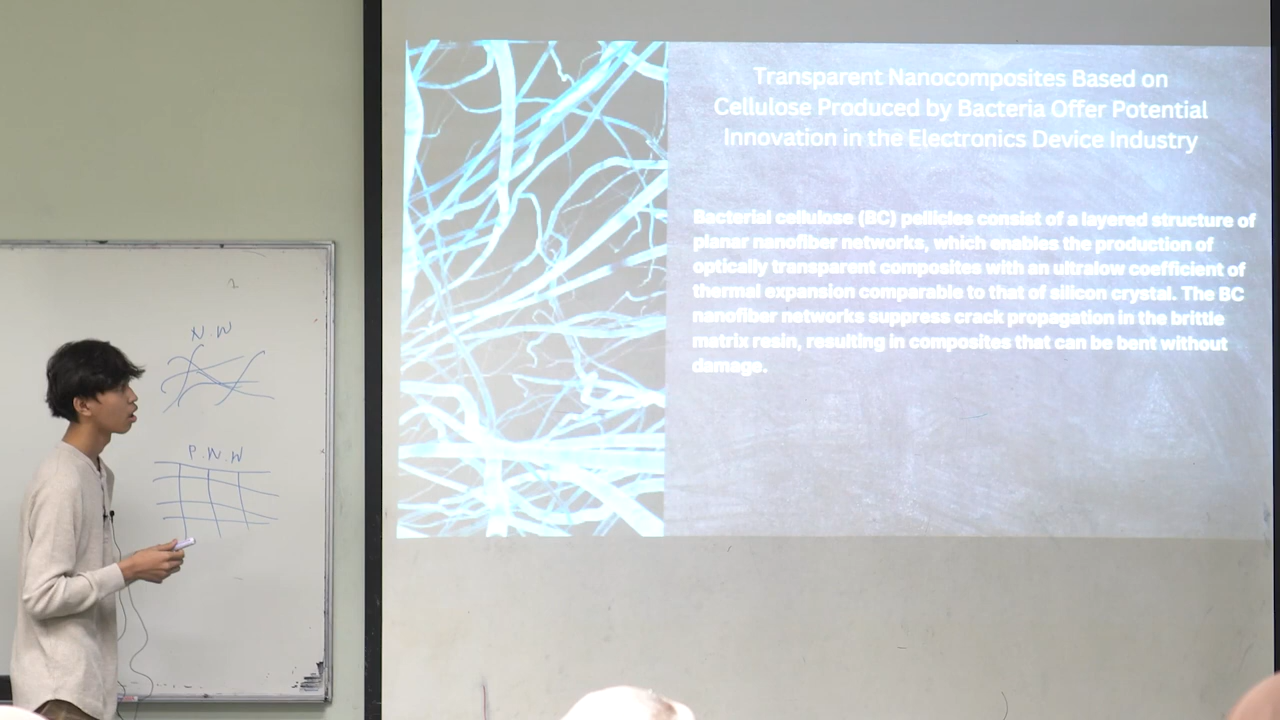 N.W
P.N.W
Transparent Nanocomposites Based on
Cellulose Produced by Bacteria Offer Potential
Innovation in the Electronics Device Industry
Bacterial cellulose (BC) pellicles consist of a layered structure of
planar nanofiber networks, which enables the production of
optically transparent composites with an ultralow coefficient of
thermal expansion comparable to that of silicon crystal. The BC
nanofiber networks suppress crack propagation in the brittle
matrix resin, resulting in composites that can be bent without
damage.